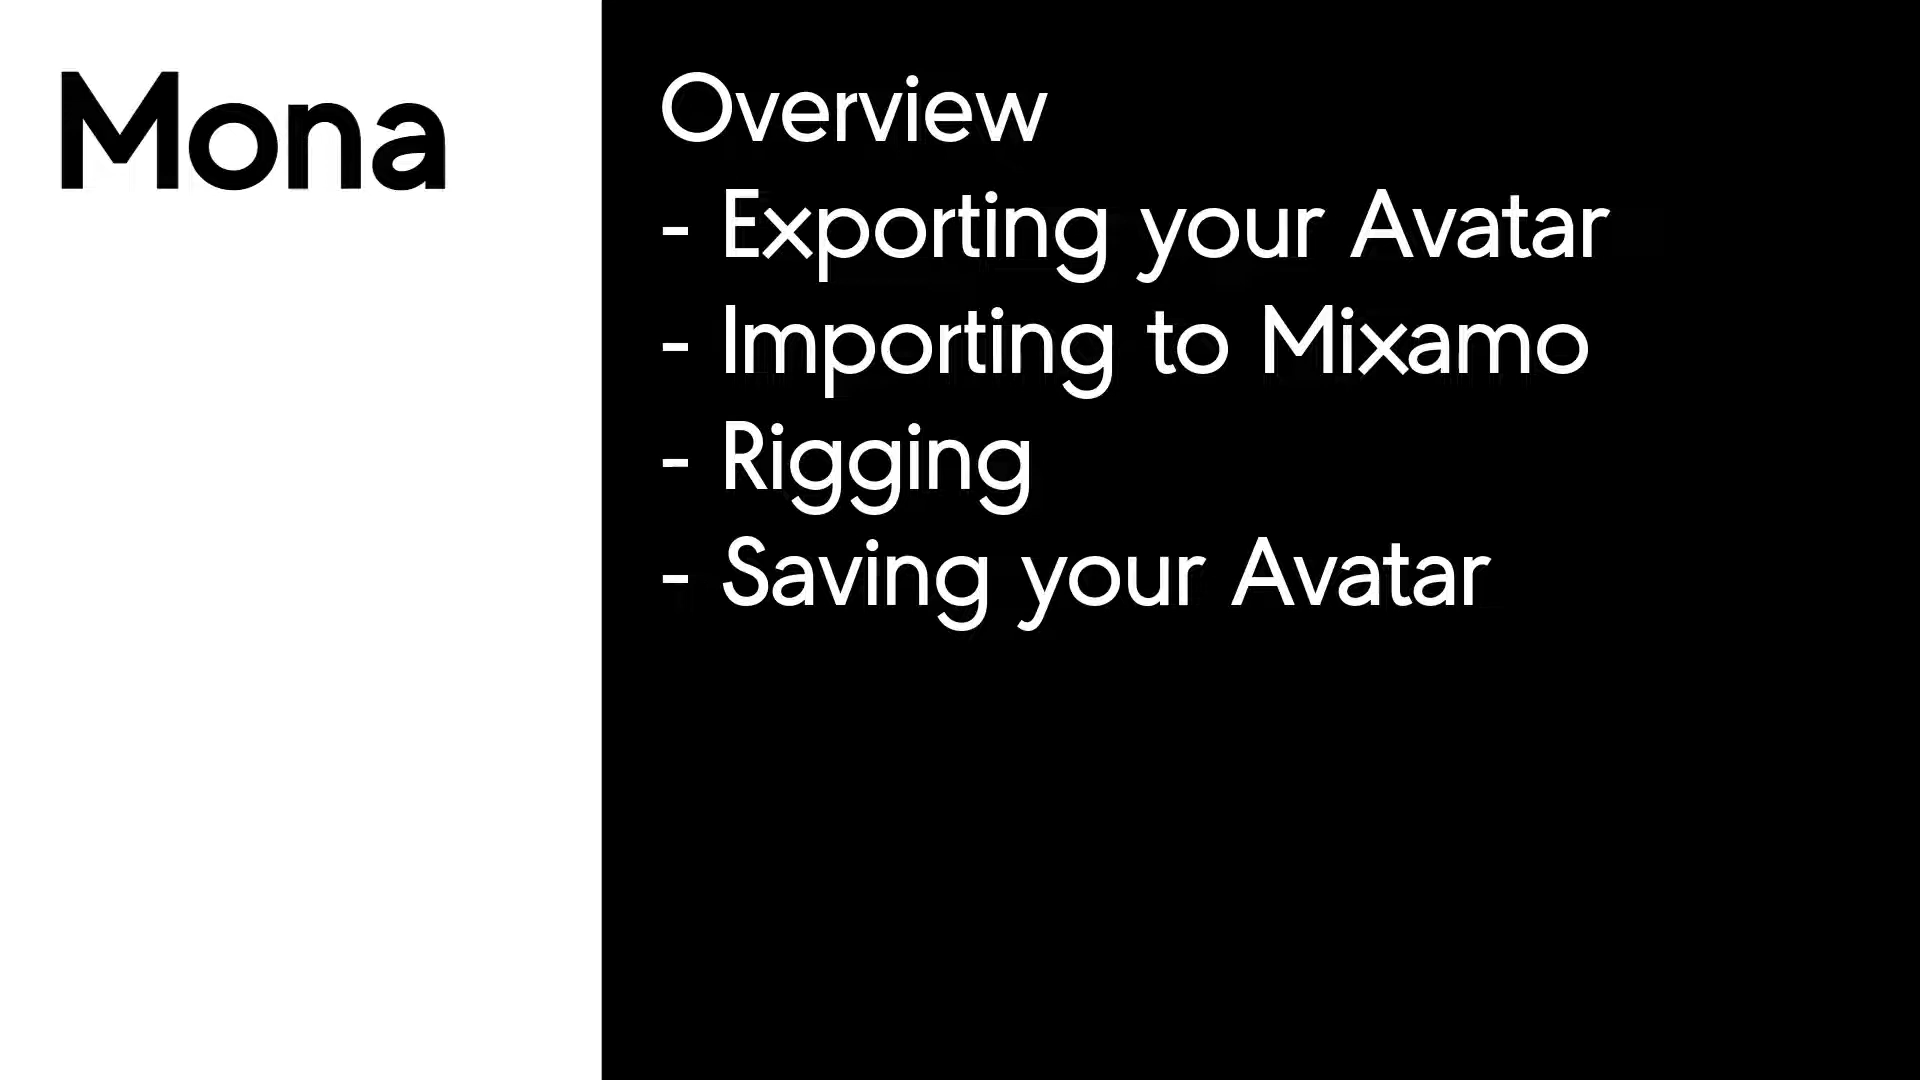 Mona
Overview
- Exporting your Avatar
- Importing to Mixamo
- Rigging
- Saving your Avatar